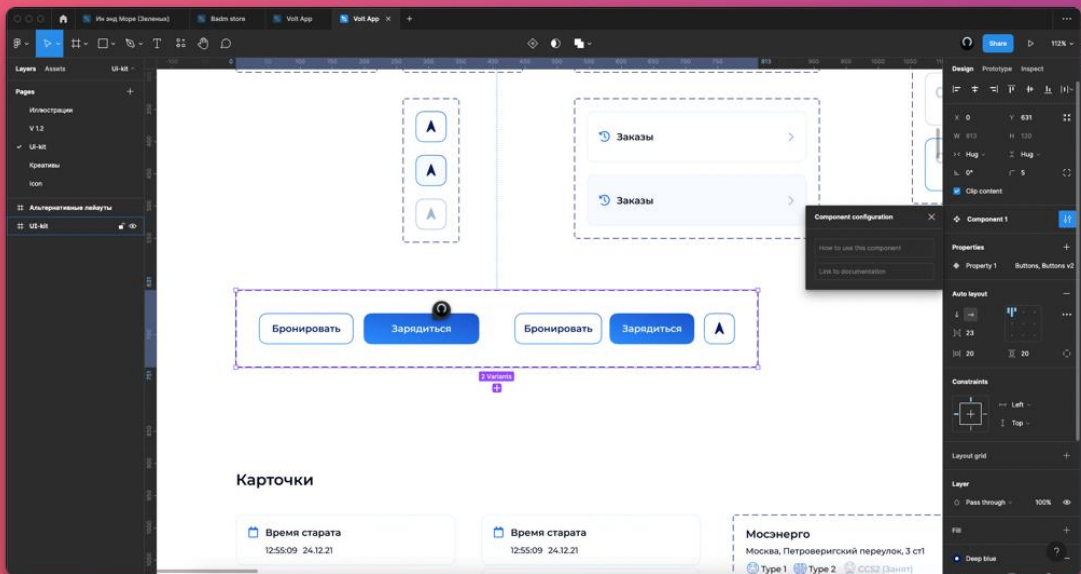 Ин энд Море (Зеленых)
Badm store
Volt App
Volt App
Share
112%
Layers
Assets
Ui-kit
Pages
Иллюстрации
V 1.2
Ui-kit
Креативы
Icon
Альтернативные лейауты
UI-kit
Заказы
Заказы
Бронировать
Зарядиться
Бронировать
Зарядиться
2 Variants
Карточки
Время старата
12:55:09 24.12.21
Время старата
12:55:09 24.12.21
Мосэнерго
Москва, Петроверигский переулок, 3 ст1
Type 1
Type 2
CCS2 (Занят)
Component configuration
How to use this component
Link to documentation
Design
Prototype
Inspect
X 0
Y 631
W 813
H 120
Hug
Hug
0°
5
Clip content
Component 1
Properties
Property 1
Buttons, Buttons v2
Auto layout
23
20
20
Constraints
Left
Top
Layout grid
Layer
Pass through
100%
Fill
Deep blue
?